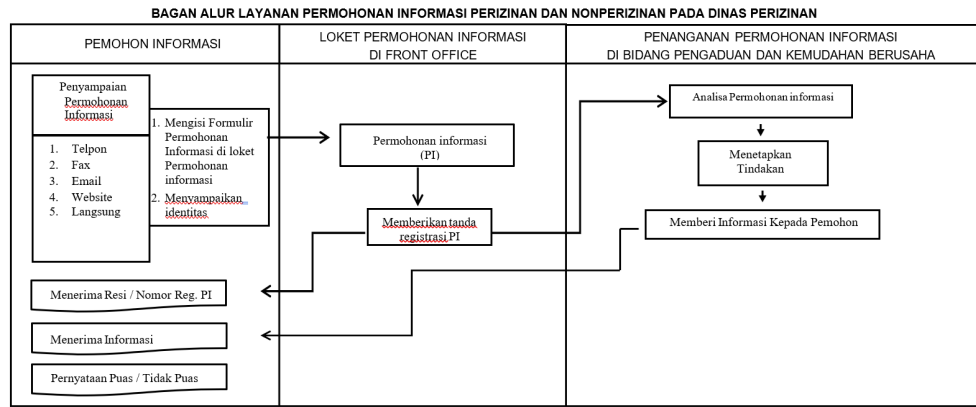 BAGAN ALUR LAYANAN PERMOHONAN INFORMASI PERIZINAN DAN NONPERIZINAN PADA DINAS PERIZINAN
PEMOHON INFORMASI
LOKET PERMOHONAN INFORMASI
DI FRONT OFFICE
PENANGANAN PERMOHONAN INFORMASI
DI BIDANG PENGADUAN DAN KEMUDAHAN BERUSAHA
Penyampaian
Permohonan
Informasi
1. Telpon
2. Fax
3. Email
4. Website
5. Langsung
1. Mengisi Formulir
Permohonan
Informasi di loket
Permohonan
informasi
2. Menyampaikan
identitas
Menerima Resi / Nomor Reg. PI
Menerima Informasi
Pernyataan Puas / Tidak Puas
Permohonan informasi
(PI)
Memberikan tanda
registrasi PI
Analisa Permohonan informasi
Menetapkan
Tindakan
Memberi Informasi Kepada Pemohon